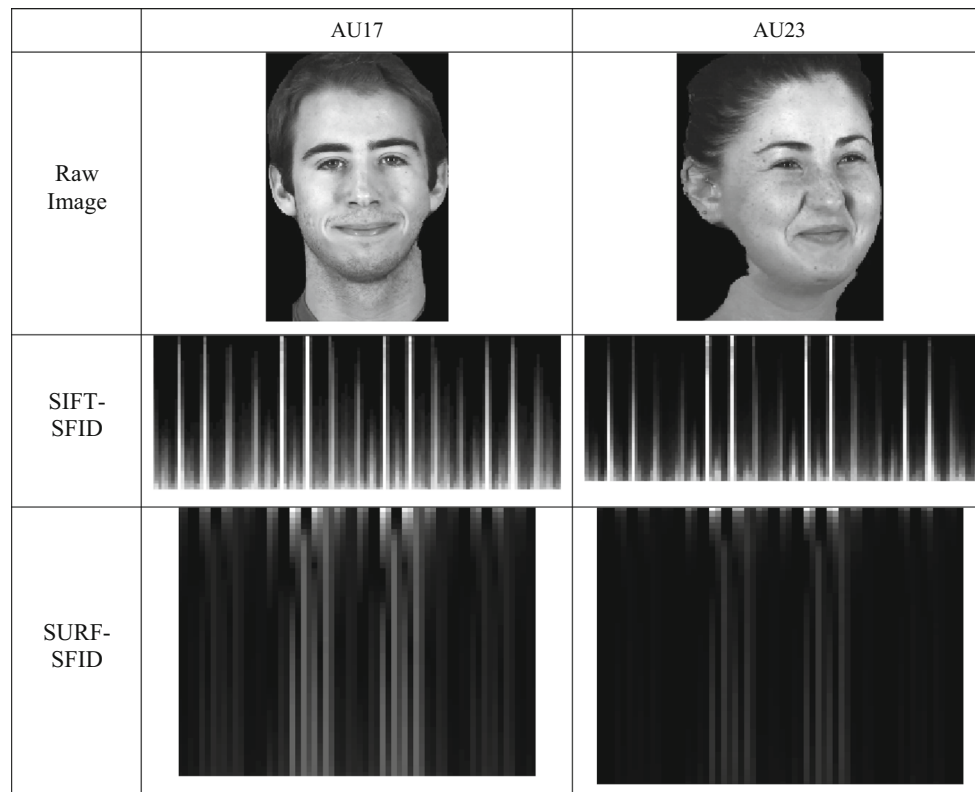 AU17
AU23
Raw
Image
SIFT-
SFID
SURF-
SFID